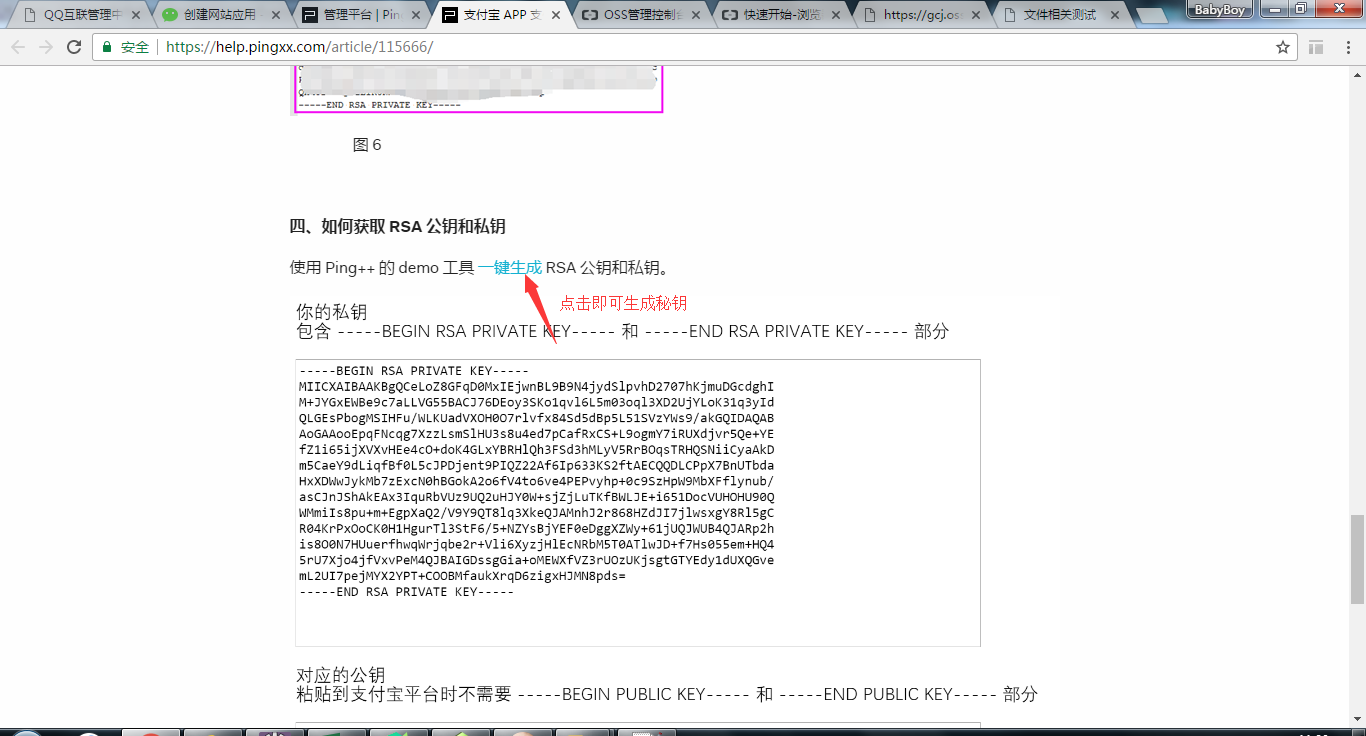 QQ互联管理中
创建网站应用 -
管理平台 | Pin
支付宝 APP 支
OSS管理控制台
快速开始-浏览
https://gcj.os
文件相关测试
BabyBoy
安全 https://help.pingxx.com/article/115666/
-----END RSA PRIVATE KEY-----
图 6
四、如何获取 RSA 公钥和私钥
使用 Ping++ 的 demo 工具 一键生成 RSA 公钥和私钥。
点击即可生成秘钥
你的私钥
包含 -----BEGIN RSA PRIVATE KEY----- 和 -----END RSA PRIVATE KEY----- 部分
-----BEGIN RSA PRIVATE KEY-----
MIICXAIBAAKBgQCeLoZ8GFqD0MxIEjwnBL9B9N4jydSlpvhD2707hKjmuDGcdghI
M+JYGxEWBe9c7aLLVG55BACJ76DEoy3SKo1qvl6L5m03oql3XD2UjYLoK31q3yId
QLGEsPbogMSIHFu/WLKUadVXOH0O7rlvfx84Sd5dBp5L51SVzYWs9/akGQIDAQAB
AoGAAooEpqFNcqg7XzzLsmSlHU3s8u4ed7pCafRxCS+L9ogmY7iRUXdjvr5Qe+YE
fZ1i65ijXVXvHEe4cO+doK4GLxYBRHlQh3FSd3hMLyV5RrBOqsTRHQSNiiCyaAkD
m5CaeY9dLiqfBf0L5cJPDjent9PIQZ22Af6Ip633KS2ftAECQQDLCPpX7BnUTbda
HxXDWwJykMb7zExcN0hBGokA2o6fV4to6ve4PEPvyhp+0c9SzHpW9MbXFflynub/
asCJnJShAkEAx3IquRbVUz9UQ2uHJY0W+sjZjLuTKfBWLJE+i651DocVUHOHU90Q
WMmiIs8pu+m+EgpXaQ2/V9Y9QT8lq3XkeQJAMnhJ2r868HZdJI7jlwsxgY8Rl5gC
R04KrPxOoCK0H1HgurTl3StF6/5+NZYsBjYEF0eDggXZWy+61jUQJWUB4QJARp2h
is8O0N7HUuerfhwqWrjqbe2r+Vli6XyzjHlEcNRbM5T0ATlwJD+f7Hs055em+HQ4
5rU7Xjo4jfVxvPeM4QJBAIGDssgGia+oMEWXfVZ3rUOzUKjsgtGTYEdy1dUXQGve
mL2UI7pejMYX2YPT+COOBMfaukXrqD6zigxHJMN8pds=
-----END RSA PRIVATE KEY-----
对应的公钥
粘贴到支付宝平台时不需要 -----BEGIN PUBLIC KEY----- 和 -----END PUBLIC KEY----- 部分